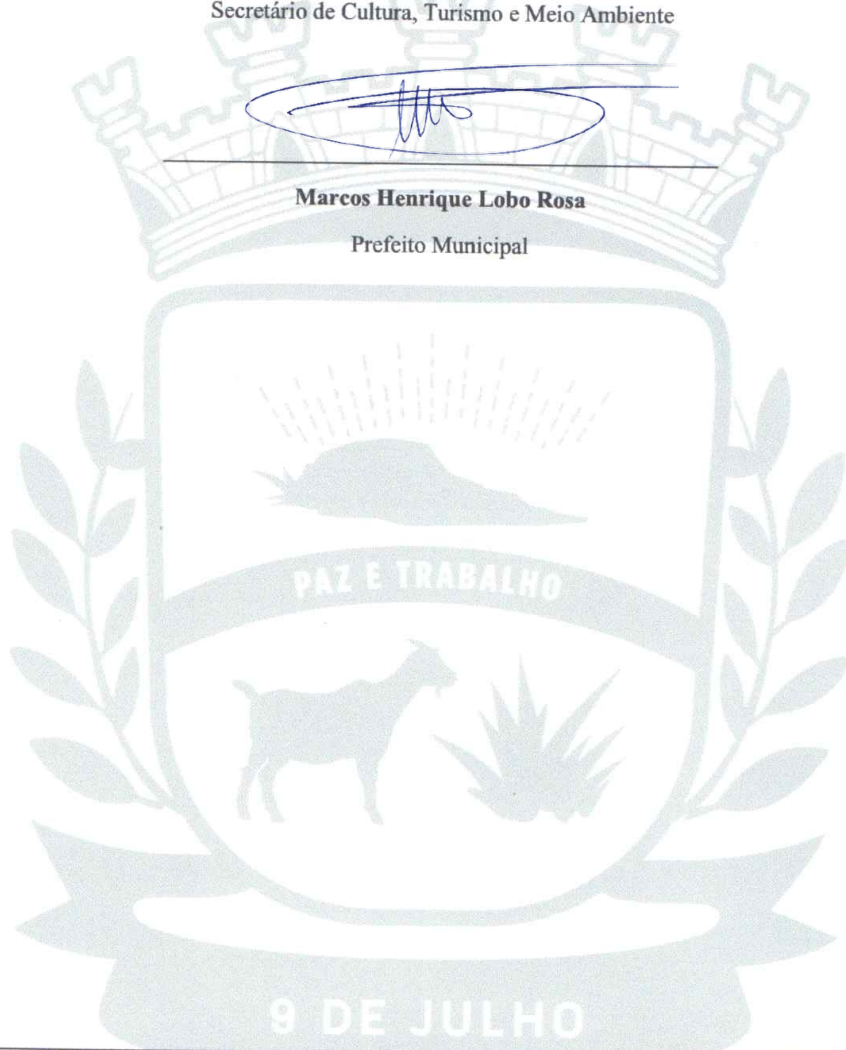 Secretário de Cultura, Turismo e Meio Ambiente
Marcos Henrique Lobo Rosa
Prefeito Municipal
PAZ E TRABALHO
9 DE JULHO